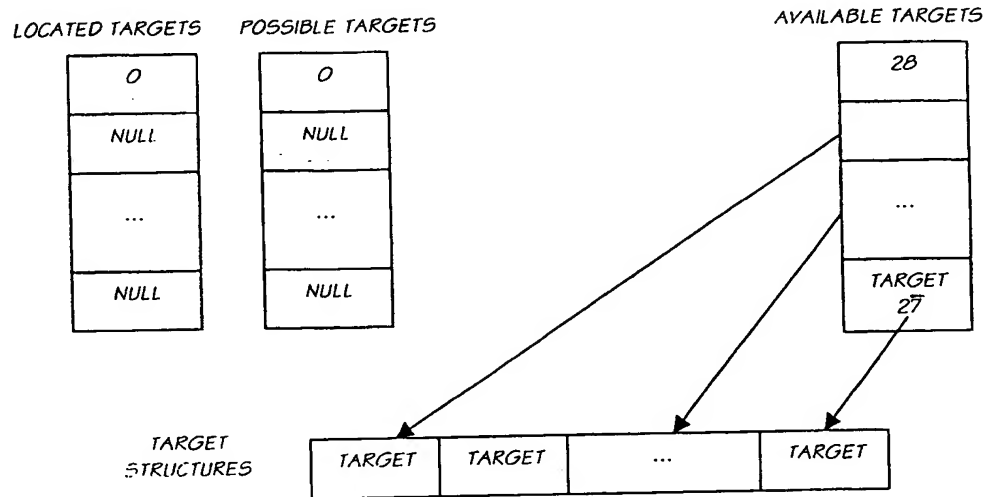 LOCATED TARGETS
POSSIBLE TARGETS
AVAILABLE TARGETS
0
0
28
NULL
NULL
...
...
...
NULL
NULL
TARGET
27
TARGET
STRUCTURES
TARGET
TARGET
...
TARGET